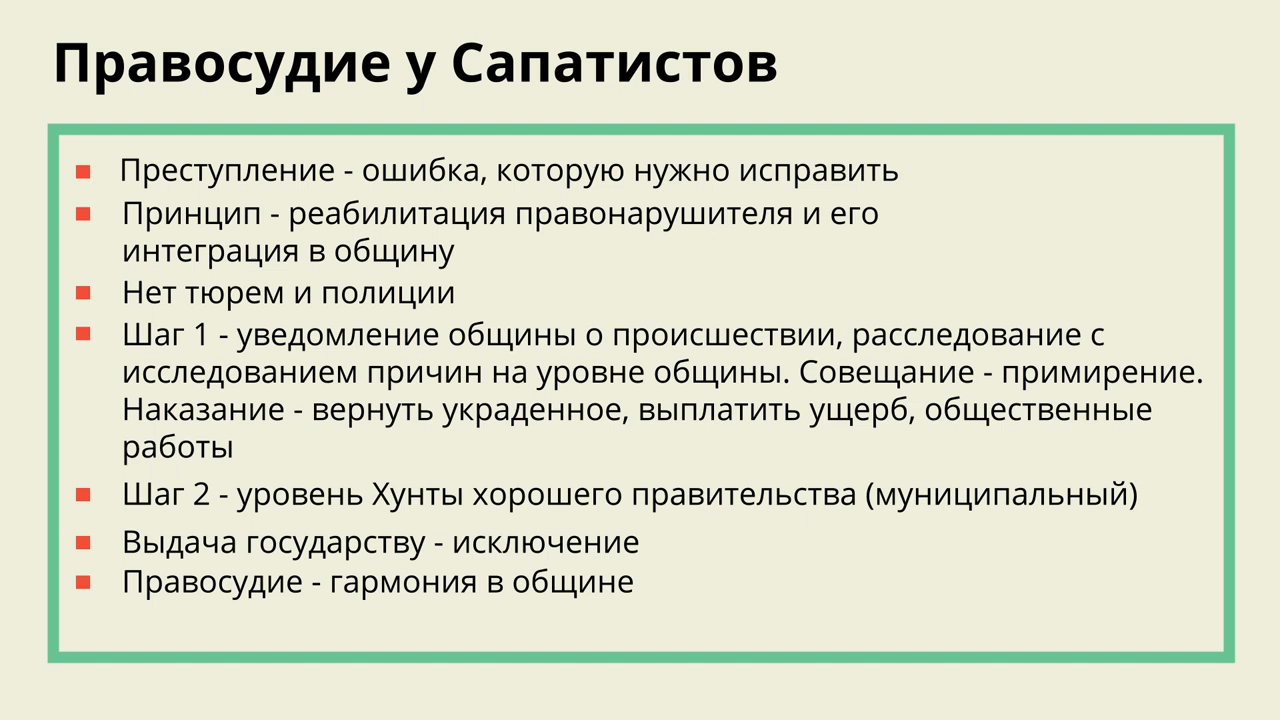 Правосудие у Сапатистов
Преступление - ошибка, которую нужно исправить
Принцип - реабилитация правонарушителя и его
интеграция в общину
Нет тюрем и полиции
Шаг 1 - уведомление общины о происшествии, расследование с
исследованием причин на уровне общины. Совещание - примирение.
Наказание - вернуть украденное, выплатить ущерб, общественные
работы
Шаг 2 - уровень Хунты хорошего правительства (муниципальный)
Выдача государству - исключение
Правосудие - гармония в общине